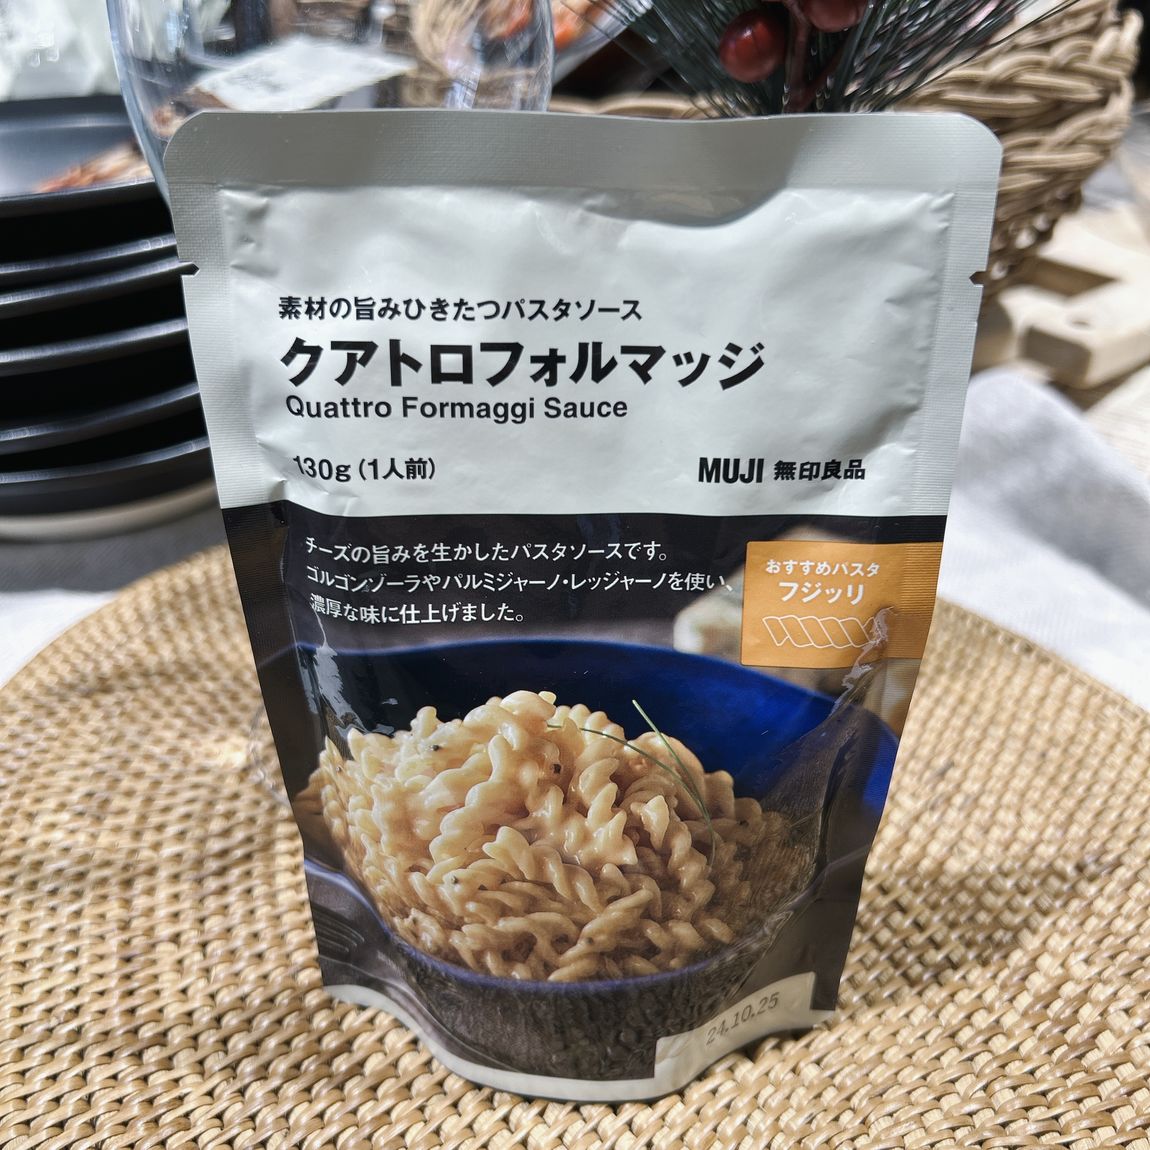 素材の旨みひきたつパスタソース
クアトロフォルマッジ
Quattro Formaggi Sauce
130g（1人前）
MUJI 無印良品
チーズの旨みを生かしたパスタソースです。
ゴルゴンゾーラやパルミジャーノ・レッジャーノを使い、
濃厚な味に仕上げました。
おすすめパスタ
フジッリ
24.10.25